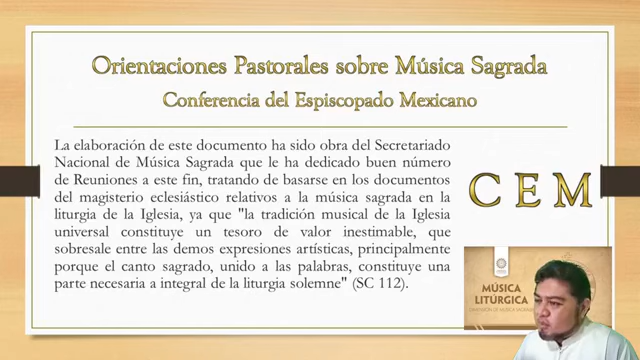 Orientaciones Pastorales sobre Música Sagrada
Conferencia del Espiscopado Mexicano
La elaboración de este documento ha sido obra del Secretariado
Nacional de Música Sagrada que le ha dedicado buen número
de Reuniones a este fin, tratando de basarse en los documentos
del magisterio eclesiástico relativos a la música sagrada en la
liturgia de la Iglesia, ya que "la tradición musical de la Iglesia
universal constituye un tesoro de valor inestimable, que
sobresale entre las demos expresiones artísticas, principalmente
porque el canto sagrado, unido a las palabras, constituye una
parte necesaria a integral de la liturgia solemne" (SC 112).
C E M
MÚSICA
LITÚRGICA
DIMENSIÓN DE MÚSICA